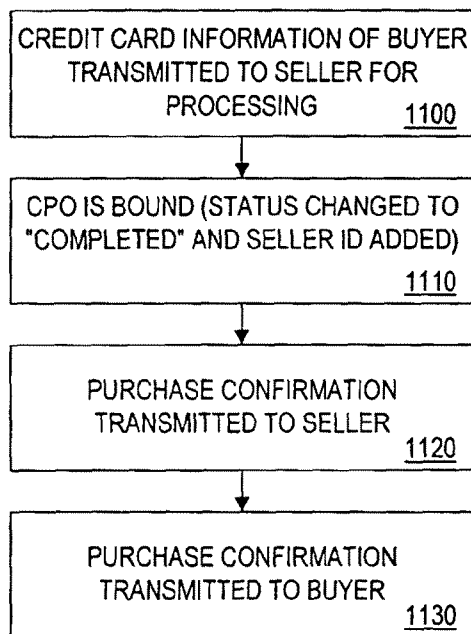 CREDIT CARD INFORMATION OF BUYER
TRANSMITTED TO SELLER FOR
PROCESSING
1100
CPO IS BOUND (STATUS CHANGED TO
"COMPLETED" AND SELLER ID ADDED)
1110
PURCHASE CONFIRMATION
TRANSMITTED TO SELLER
1120
PURCHASE CONFIRMATION
TRANSMITTED TO BUYER
1130